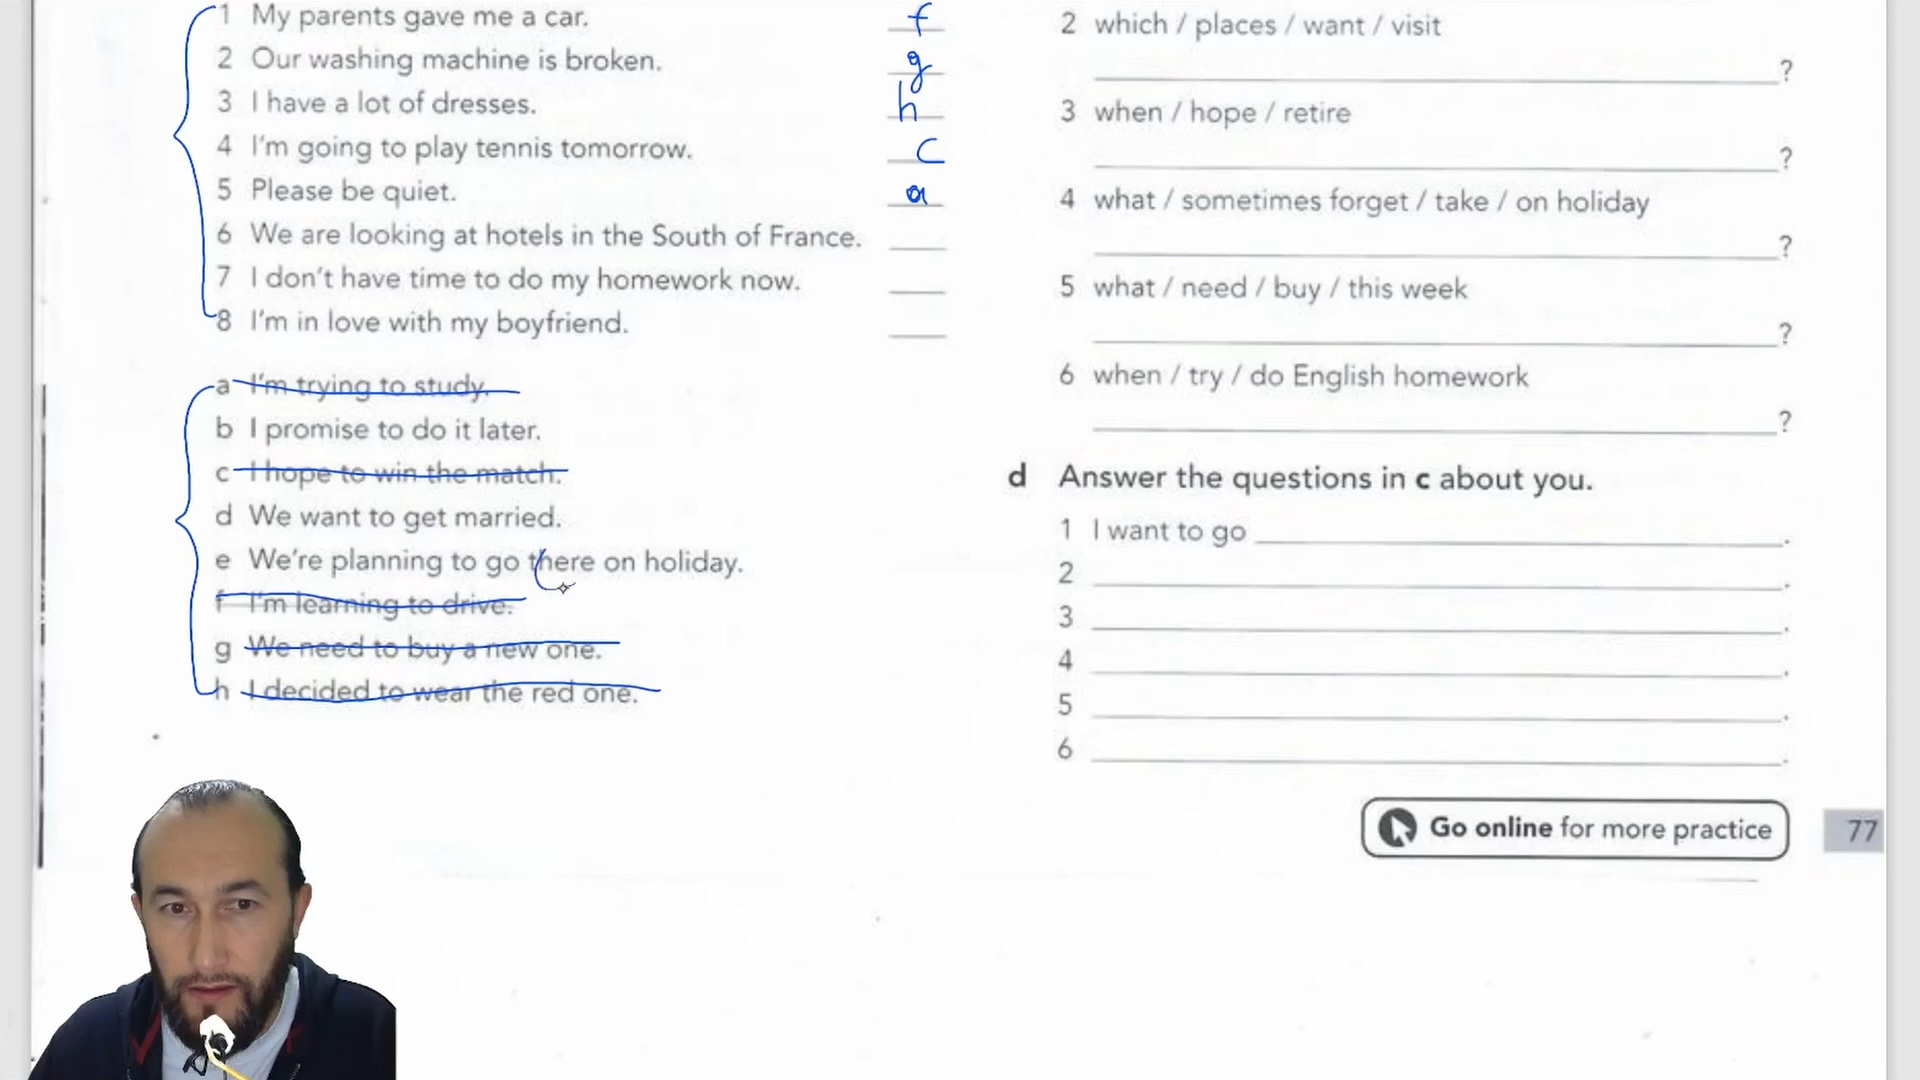 1 My parents gave me a car. f
2 Our washing machine is broken. g
3 I have a lot of dresses. h
4 I'm going to play tennis tomorrow. c
5 Please be quiet. a
6 We are looking at hotels in the South of France.
7 I don't have time to do my homework now.
8 I'm in love with my boyfriend.
a I'm trying to study.
b I promise to do it later.
c I hope to win the match.
d We want to get married.
e We're planning to go there on holiday.
f I'm learning to drive.
g We need to buy a new one.
h I decided to wear the red one.
2 which / places / want / visit
?
3 when / hope / retire
?
4 what / sometimes forget / take / on holiday
?
5 what / need / buy / this week
?
6 when / try / do English homework
?
d Answer the questions in c about you.
1 I want to go .
2 .
3 .
4 .
5 .
6 .
Go online for more practice
77